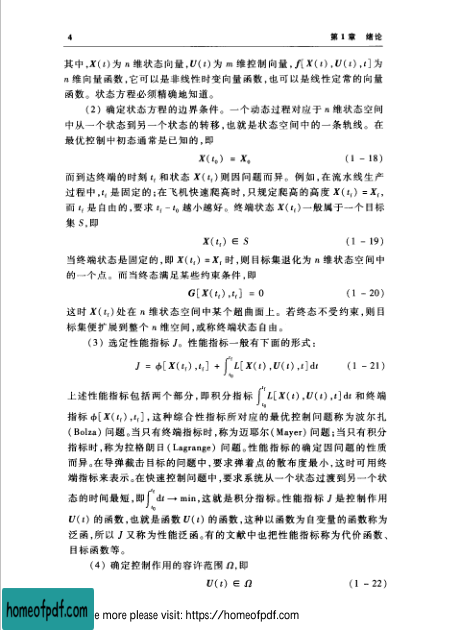 4 第1章 绪论
其中,X(t)为 n 维状态向量,U(t)为 m 维控制向量,f[X(t),U(t),t]为
n 维向量函数,它可以是非线性时变向量函数,也可以是线性定常的向量
函数。状态方程必须精确地知道。
(2) 确定状态方程的边界条件。一个动态过程对应于 n 维状态空间
中从一个状态到另一个状态的转移,也就是状态空间中的一条轨线。在
最优控制中初态通常是已知的,即
X(t₀) = X₀ (1-18)
而到达终端的时刻 t_f 和状态 X(t_f)则因问题而异。例如,在流水线生产
过程中,t_f 是固定的;在飞机快速爬高时,只规定爬高的高度 X(t_f)=X_f,
而 t_f 是自由的,要求 t_f - t₀ 越小越好。终端状态 X(t_f)一般属于一个目标
集 S,即
X(t_f) ∈ S (1-19)
当终端状态是固定的,即 X(t_f)=X_f 时,则目标集退化为 n 维状态空间中
的一个点。而当终态满足某些约束条件,即
G[X(t_f),t_f] = 0 (1-20)
这时 X(t_f)处在 n 维状态空间中某个超曲面上。若终态不受约束,则目
标集便扩展到整个 n 维空间,或称终端状态自由。
(3) 选定性能指标 J。性能指标一般有下面的形式:
J = ϕ[X(t_f),t_f] + ∫_{t₀}^{t_f} L[X(t),U(t),t]dt (1-21)
上述性能指标包括两个部分,即积分指标 ∫_{t₀}^{t_f} L[X(t),U(t),t]dt 和终端
指标 ϕ[X(t_f),t_f],这种综合性指标所对应的最优控制问题称为波尔扎
(Bolza)问题。当只有终端指标时,称为迈耶尔(Mayer)问题;当只有积分
指标时,称为拉格朗日(Lagrange)问题。性能指标的确定因问题的性质
而异。在导弹截击目标的问题中,要求弹着点的散布度最小,这时可用终
端指标来表示。在快速控制问题中,要求系统从一个状态过渡到另一个状
态的时间最短,即∫_{t₀}^{t_f} dt → min,这就是积分指标。性能指标 J 是控制作用
U(t) 的函数,也就是函数 U(t) 的函数,这种以函数为自变量的函数称为
泛函,所以 J 又称为性能泛函。有的文献中也把性能指标称为代价函数、
目标函数等。
(4) 确定控制作用的容许范围 Ω,即
U(t) ∈ Ω (1-22)
homeofpdf.com
e more please visit: https://homeofpdf.com